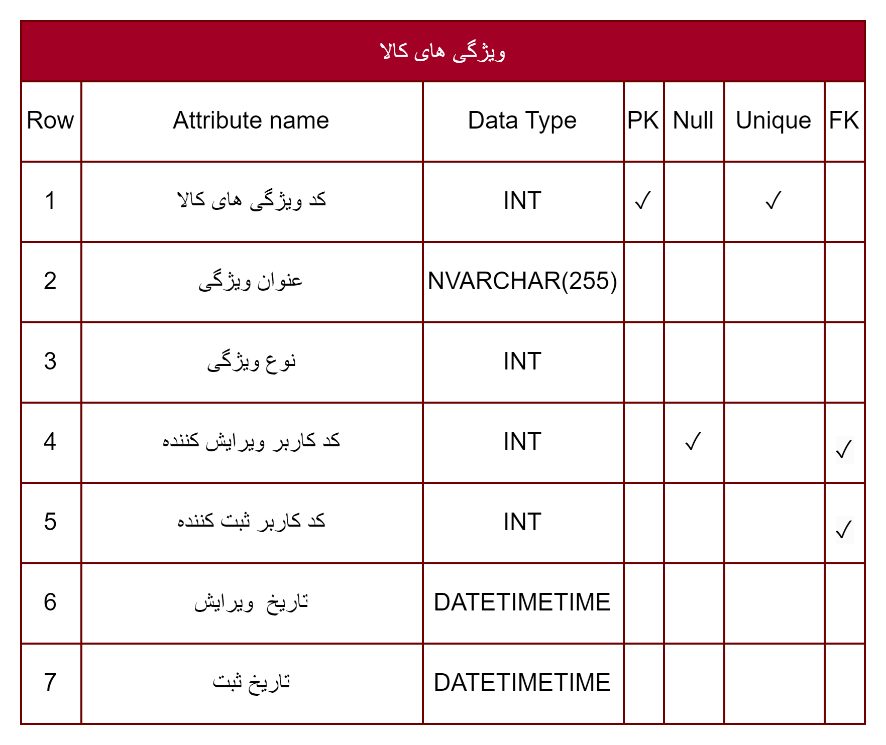 ویژگی های کالا
Row Attribute name Data Type PK Null Unique FK
1 کد ویژگی های کالا INT ✓ ✓
2 عنوان ویژگی NVARCHAR(255)
3 نوع ویژگی INT
4 کد کاربر ویرایش کننده INT ✓ ✓
5 کد کاربر ثبت کننده INT ✓
6 تاریخ ویرایش DATETIMETIME
7 تاریخ ثبت DATETIMETIME